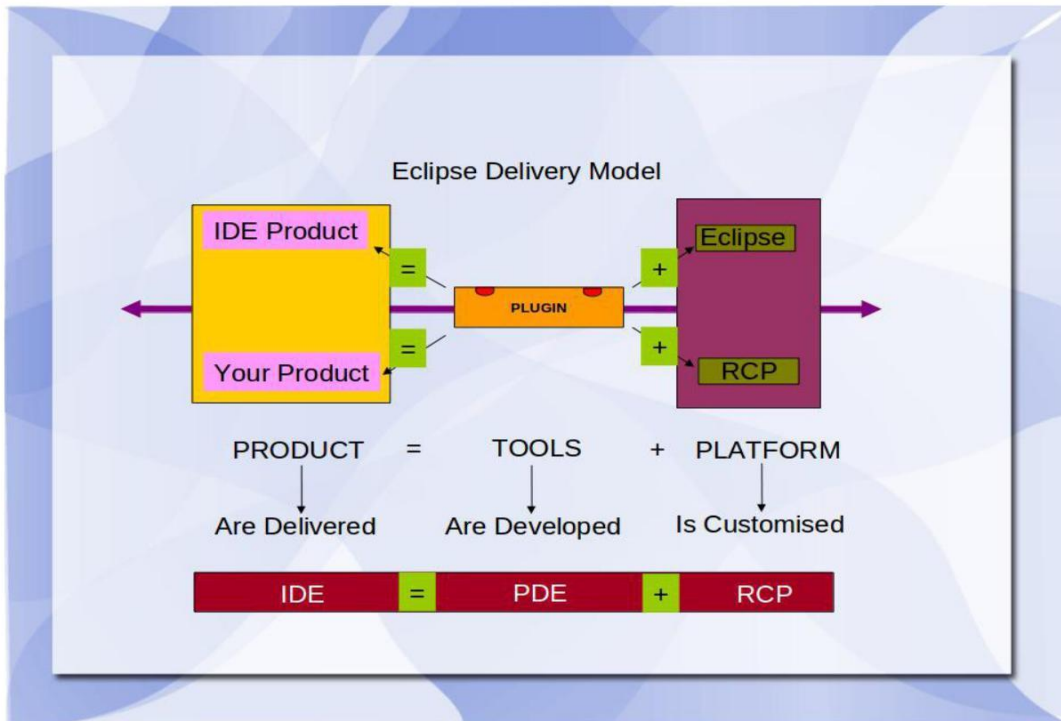 Eclipse Delivery Model
IDE Product
=
+
Eclipse
PLUGIN
Your Product
=
+
RCP
PRODUCT = TOOLS + PLATFORM
Are Delivered Are Developed Is Customised
IDE = PDE + RCP